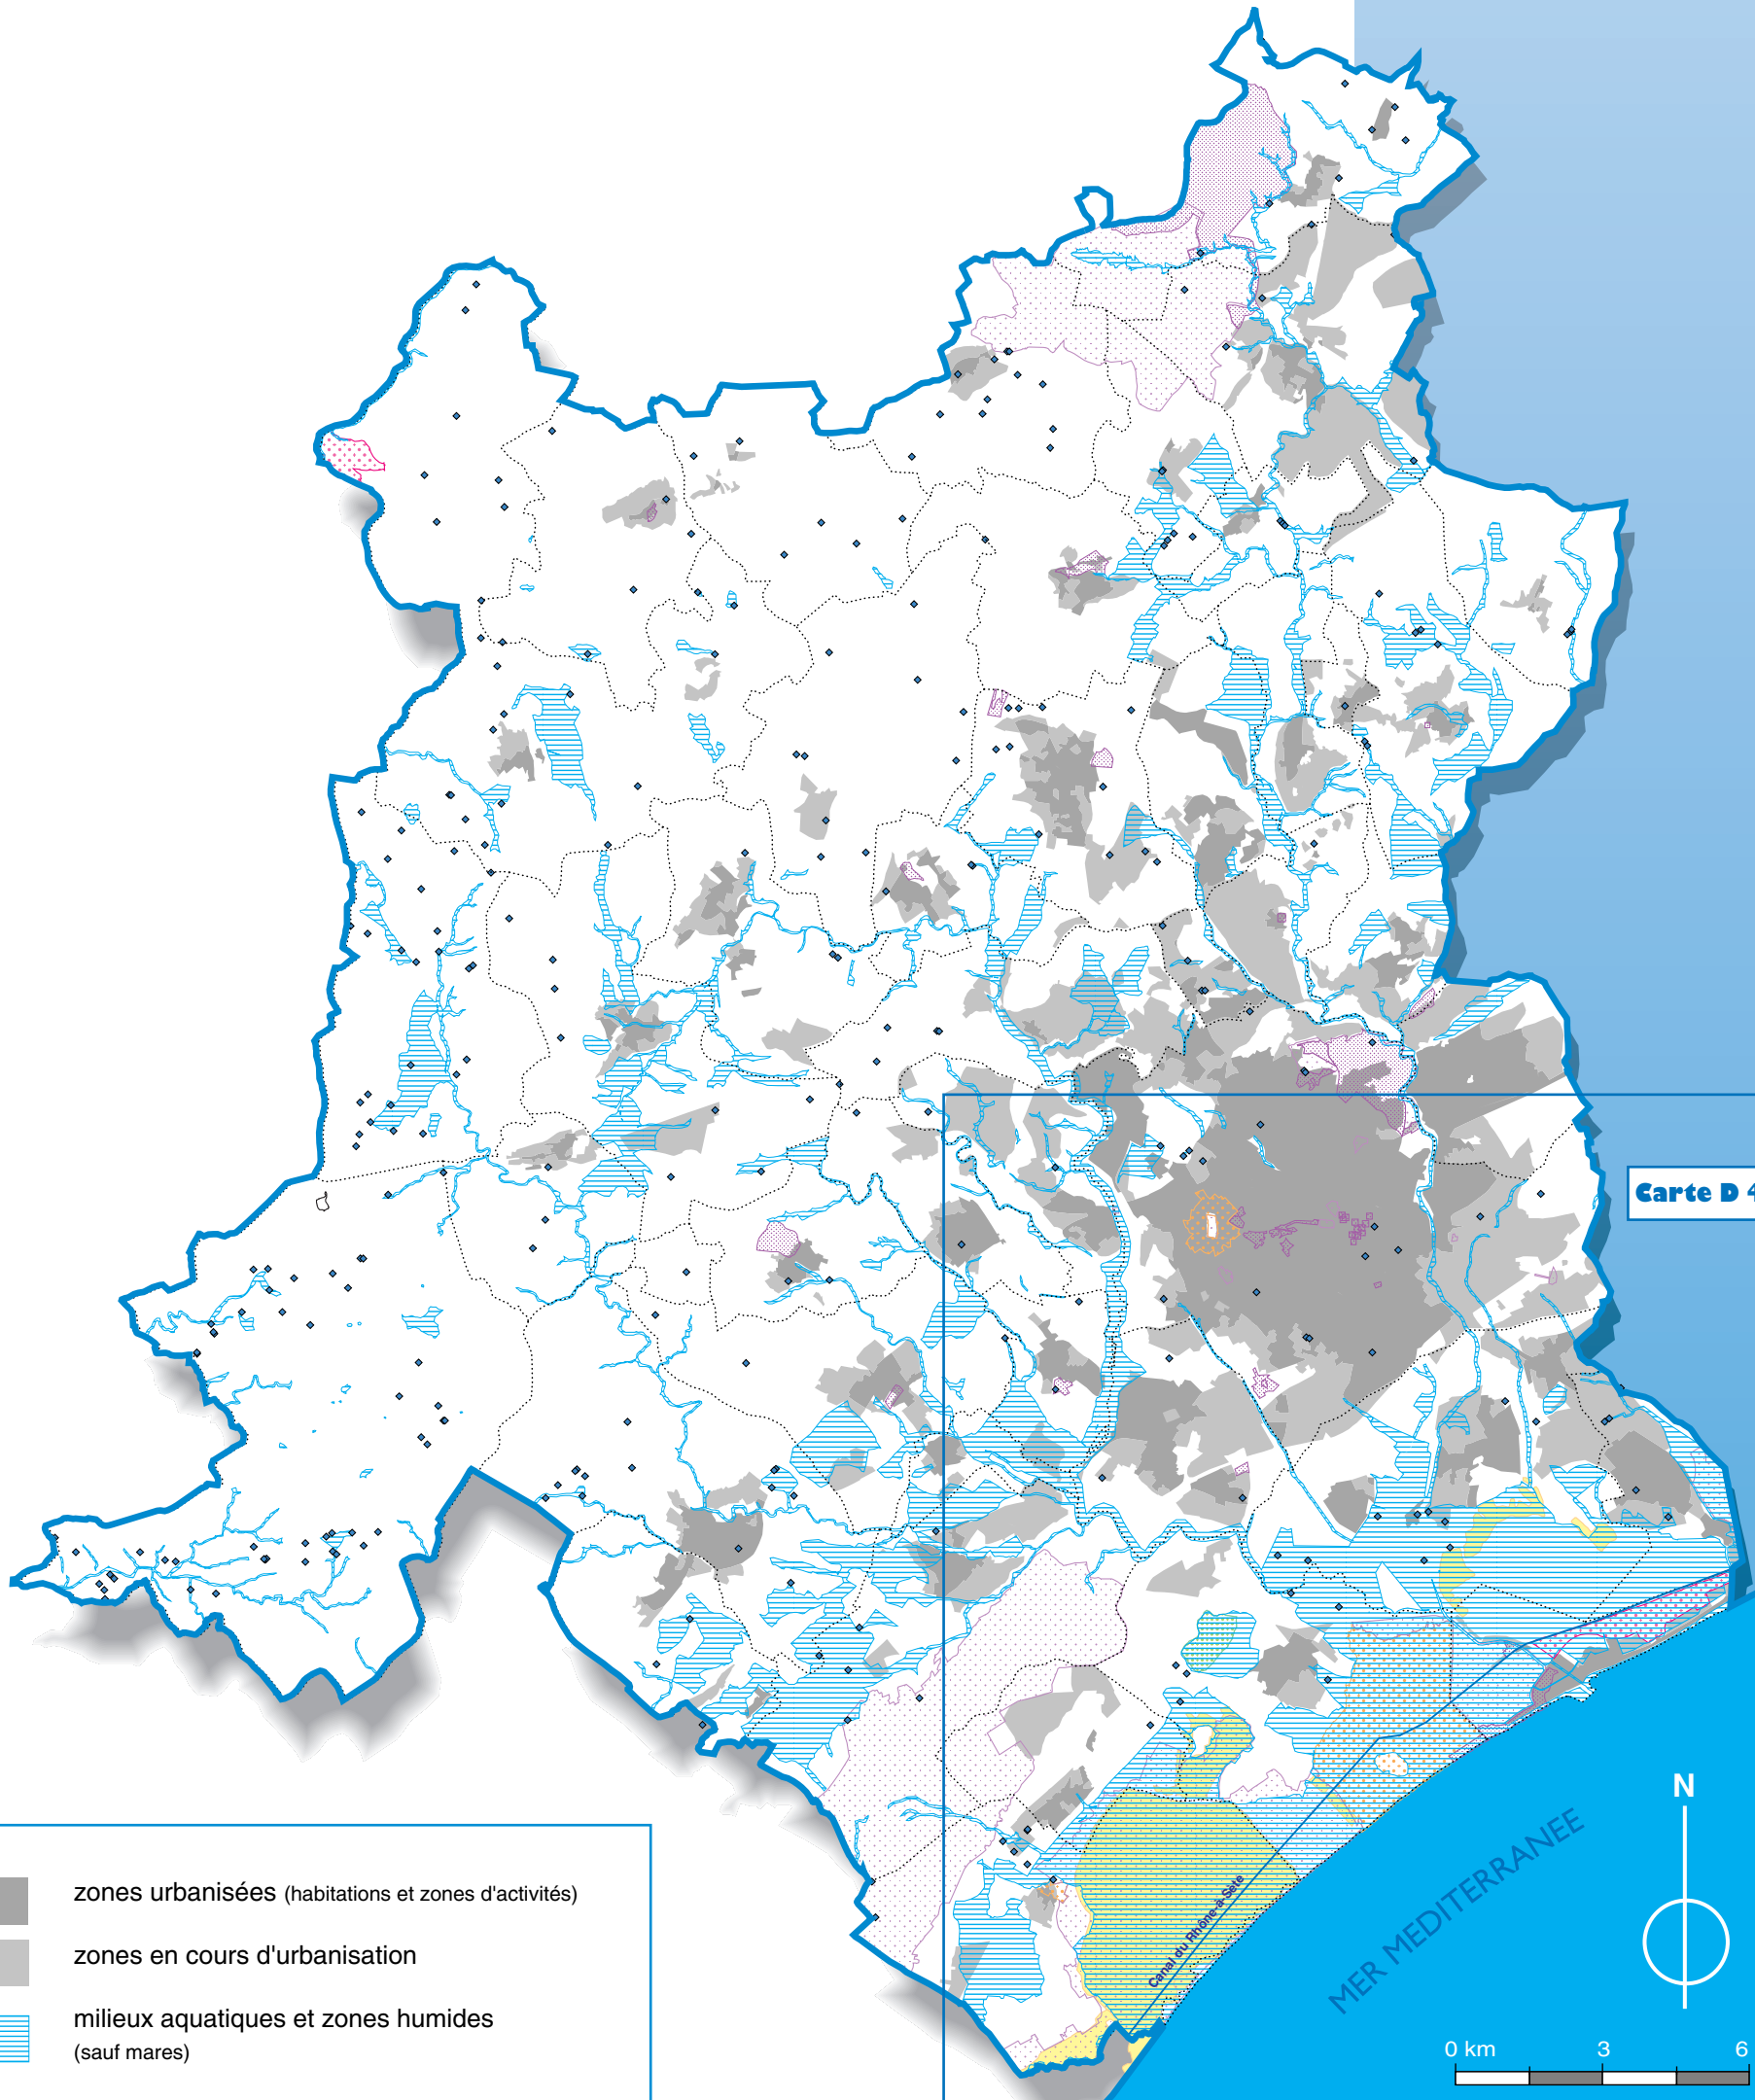 Carte D 4
N
MER MEDITERRANEE
Canal du Rhône-à-Sète
zones urbanisées (habitations et zones d'activités)
zones en cours d'urbanisation
milieux aquatiques et zones humides
(sauf mares)
0 km 3 6